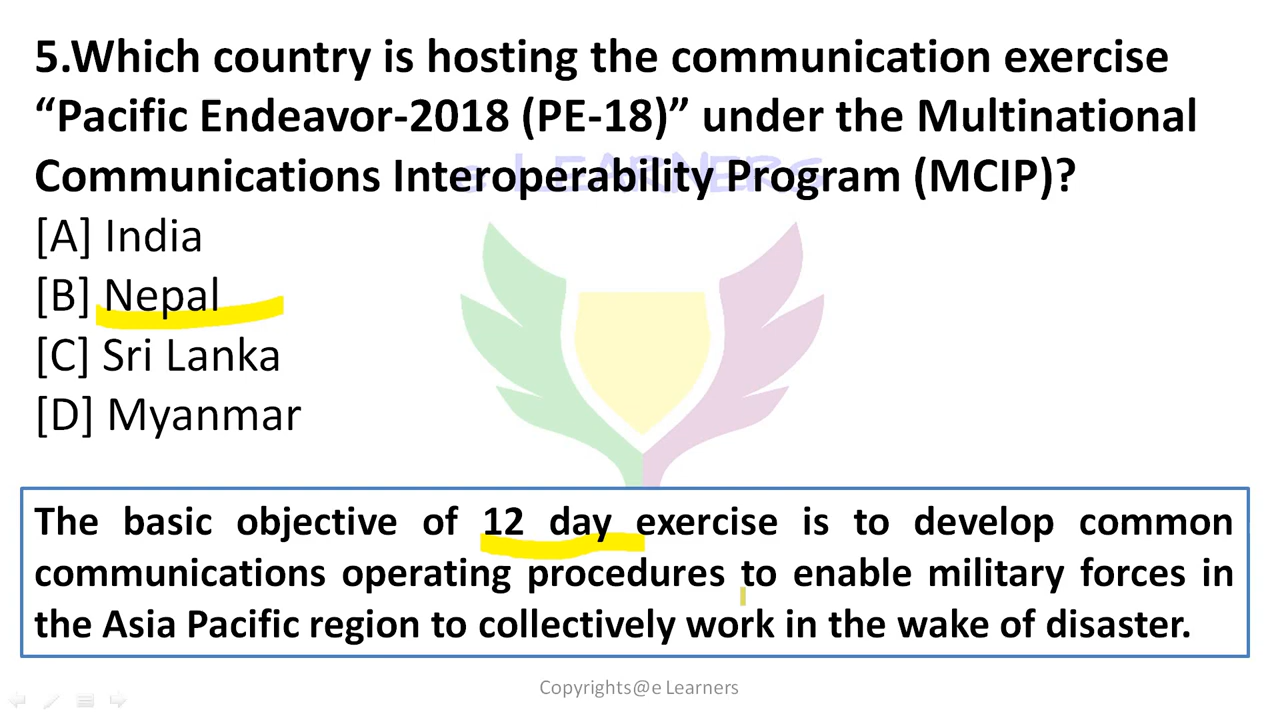 5.Which country is hosting the communication exercise
“Pacific Endeavor-2018 (PE-18)” under the Multinational
Communications Interoperability Program (MCIP)?
e LEARNERS
[A] India
[B] Nepal
[C] Sri Lanka
[D] Myanmar
The basic objective of 12 day exercise is to develop common
communications operating procedures to enable military forces in
the Asia Pacific region to collectively work in the wake of disaster.
Copyrights@e Learners